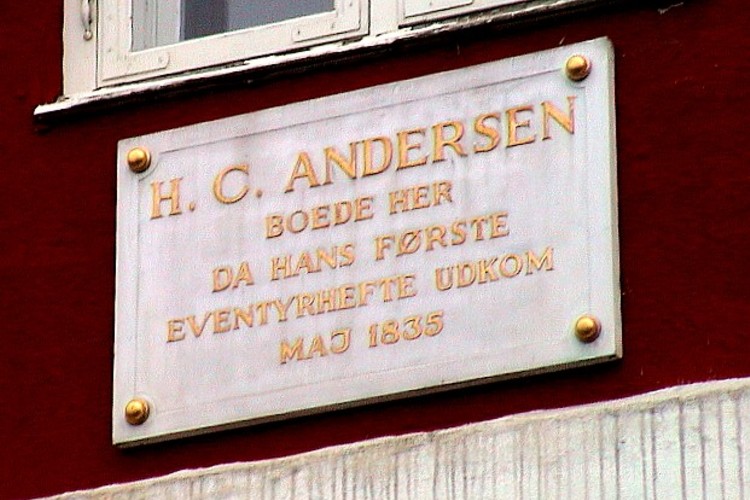 H. C. ANDERSEN
BOEDE HER
DA HANS FØRSTE
EVENTYRHEFTE UDKOM
MAJ 1835